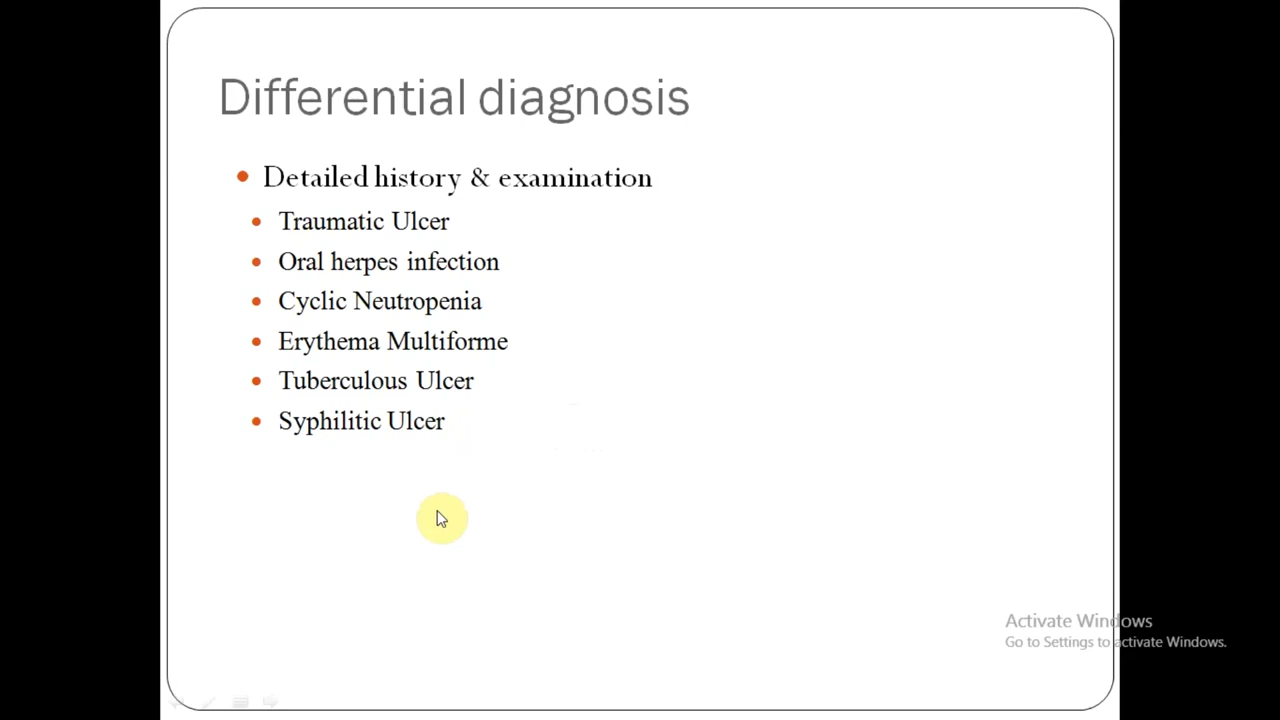 Differential diagnosis
Detailed history & examination
Traumatic Ulcer
Oral herpes infection
Cyclic Neutropenia
Erythema Multiforme
Tuberculous Ulcer
Syphilitic Ulcer
Activate Windows
Go to Settings to activate Windows.